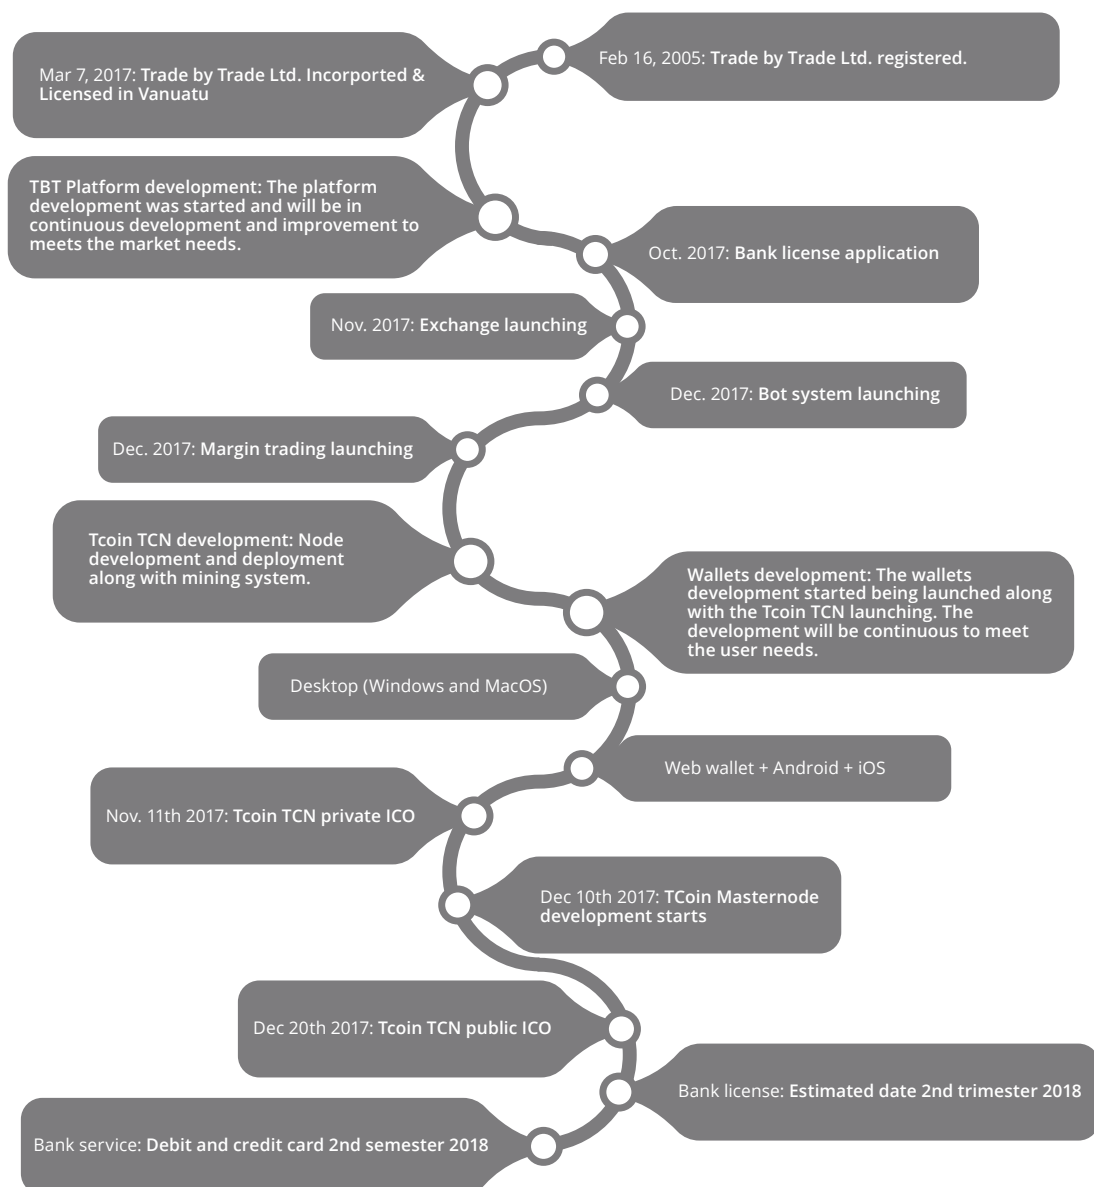 Feb 16, 2005: Trade by Trade Ltd. registered.
Mar 7, 2017: Trade by Trade Ltd. Incorported &
Licensed in Vanuatu
TBT Platform development: The platform
development was started and will be in
continuous development and improvement to
meets the market needs.
Oct. 2017: Bank license application
Nov. 2017: Exchange launching
Dec. 2017: Bot system launching
Dec. 2017: Margin trading launching
Tcoin TCN development: Node
development and deployment
along with mining system.
Wallets development: The wallets
development started being launched along
with the Tcoin TCN launching. The
development will be continuous to meet
the user needs.
Desktop (Windows and MacOS)
Web wallet + Android + iOS
Nov. 11th 2017: Tcoin TCN private ICO
Dec 10th 2017: TCoin Masternode
development starts
Dec 20th 2017: Tcoin TCN public ICO
Bank license: Estimated date 2nd trimester 2018
Bank service: Debit and credit card 2nd semester 2018